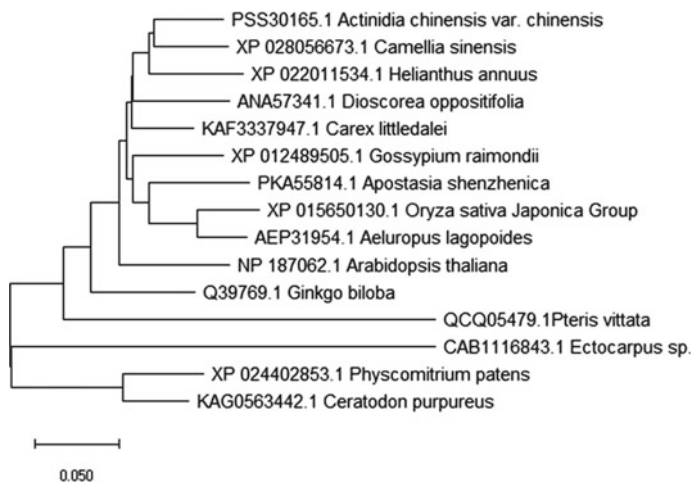 PSS30165.1 Actinidia chinensis var. chinensis
XP 028056673.1 Camellia sinensis
XP 022011534.1 Helianthus annuus
ANA57341.1 Dioscorea oppositifolia
KAF3337947.1 Carex littledalei
XP 012489505.1 Gossypium raimondii
PKA55814.1 Apostasia shenzhenica
XP 015650130.1 Oryza sativa Japonica Group
AEP31954.1 Aeluropus lagopoides
NP 187062.1 Arabidopsis thaliana
Q39769.1 Ginkgo biloba
QCQ05479.1Pteris vittata
CAB1116843.1 Ectocarpus sp.
XP 024402853.1 Physcomitrium patens
KAG0563442.1 Ceratodon purpureus
0.050